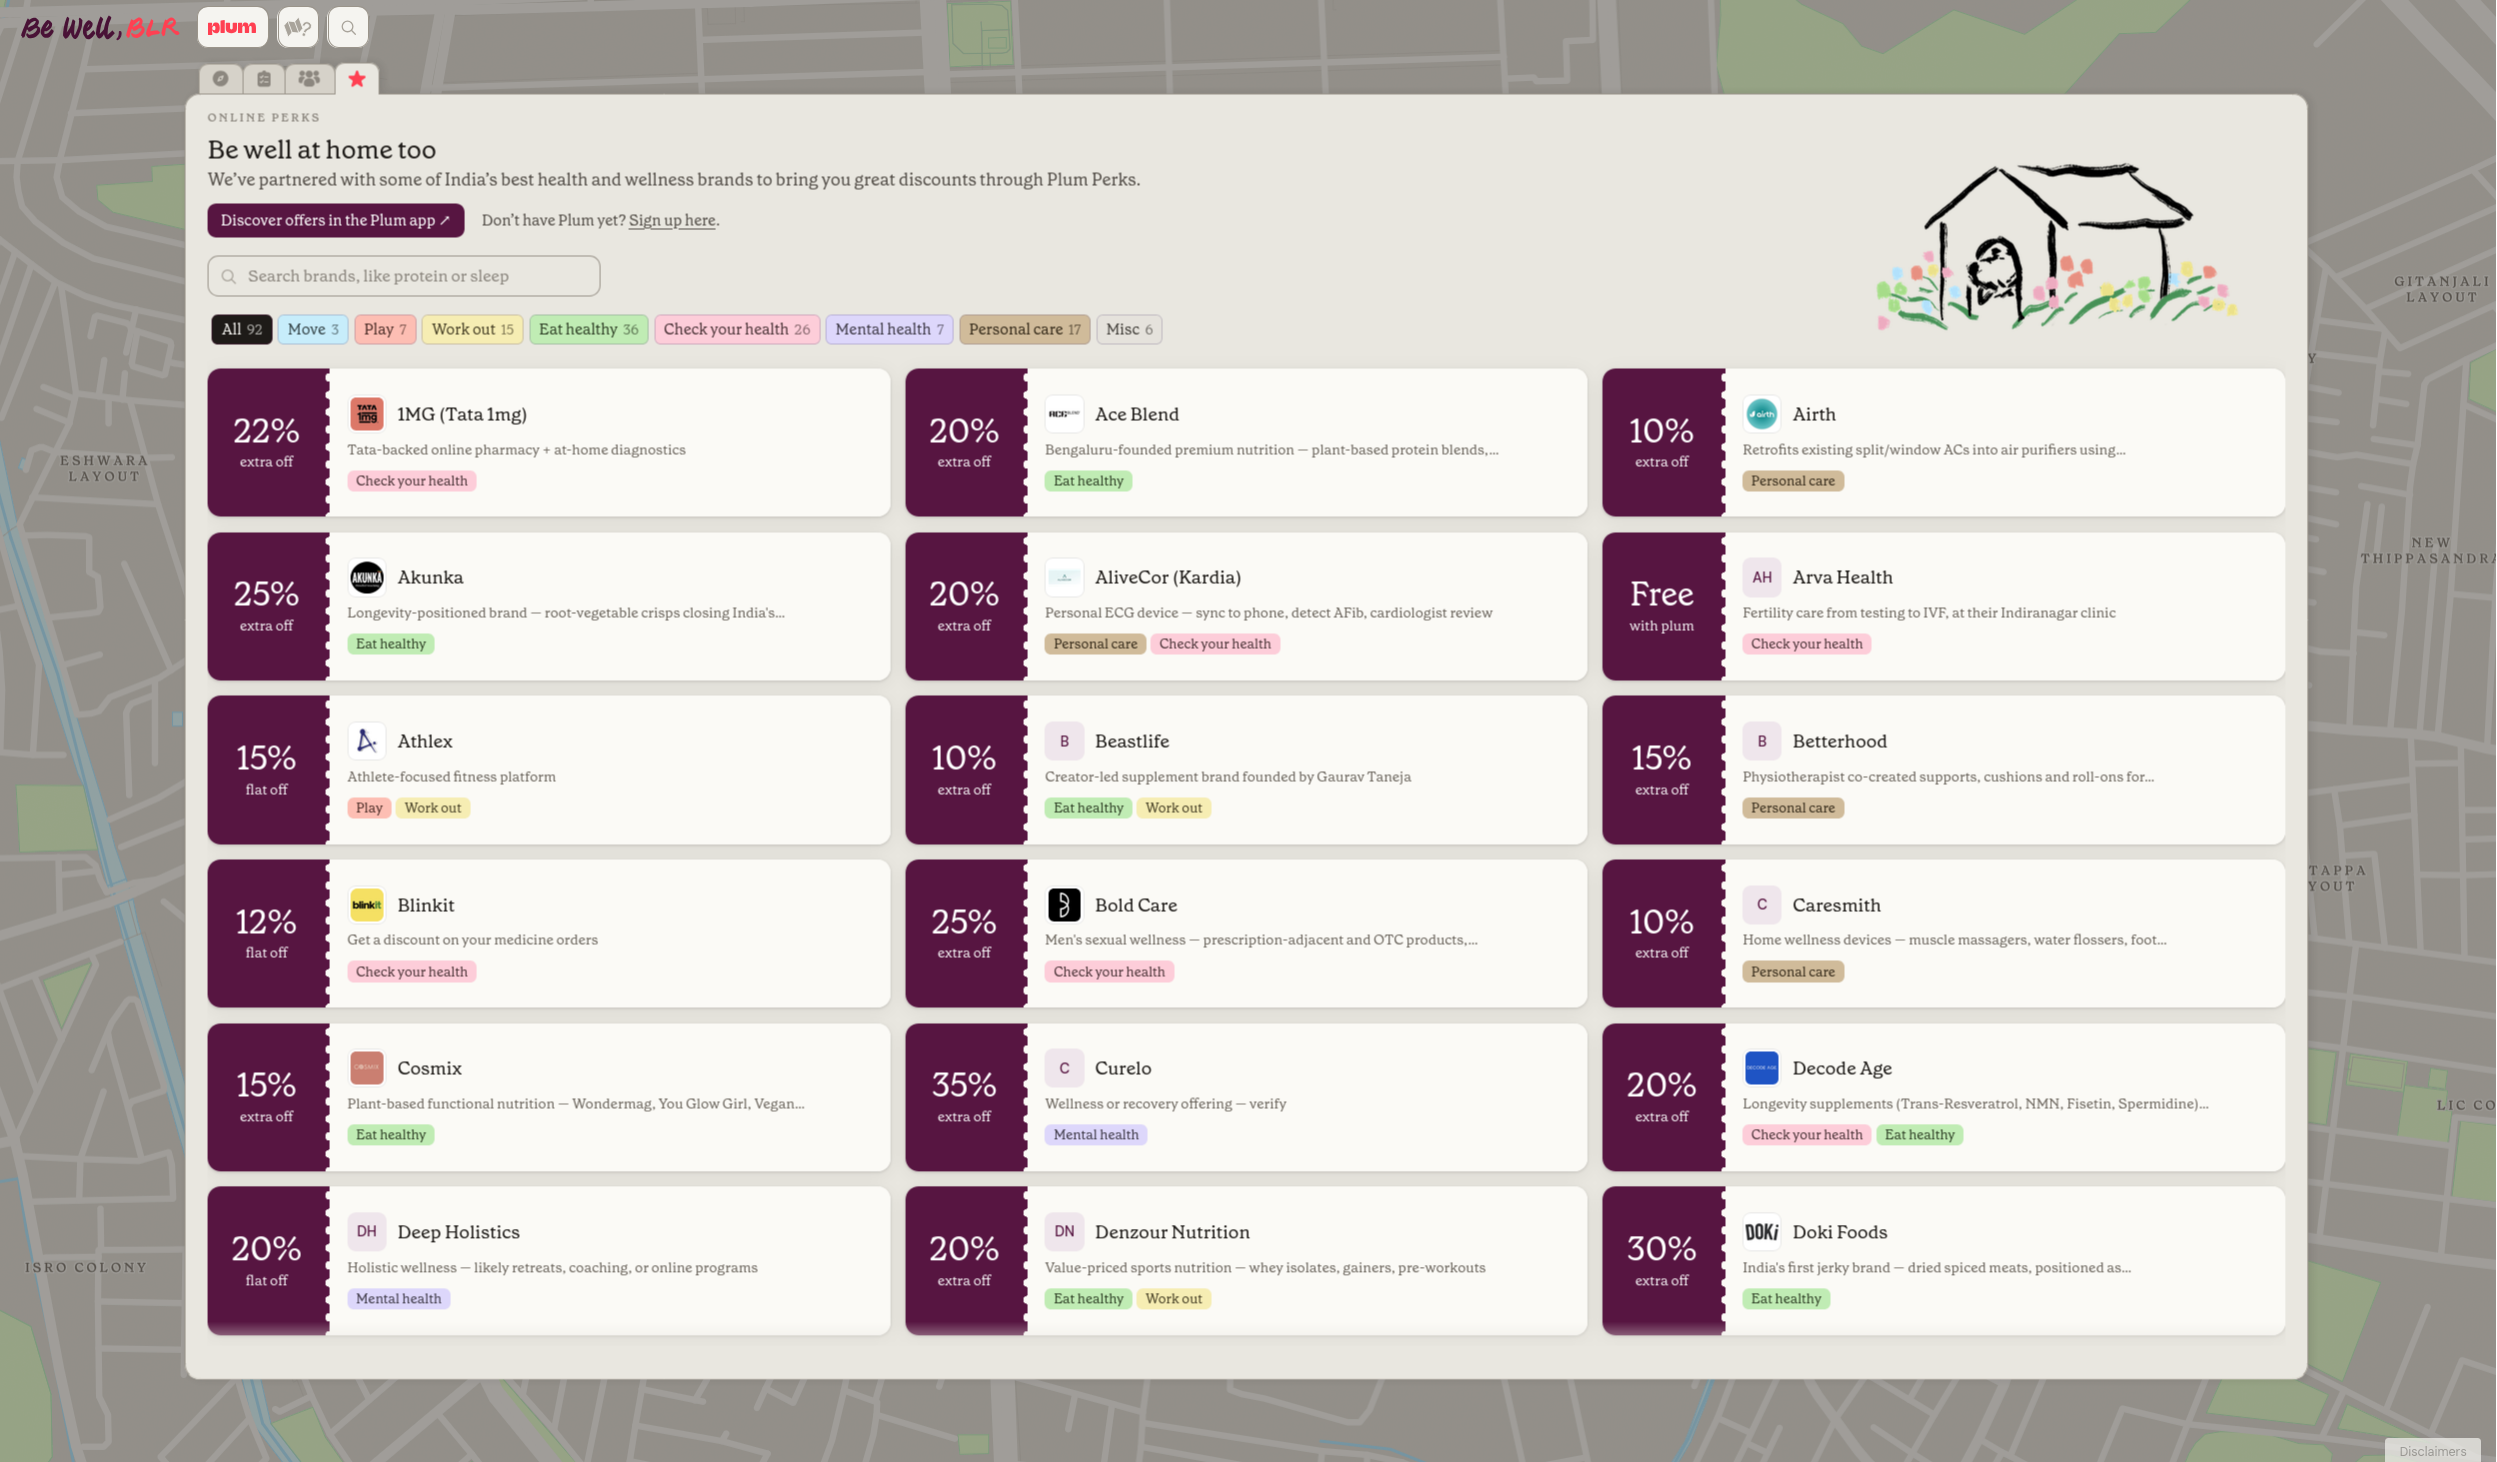 Be Well, BLR
plum
?
ONLINE PERKS
Be well at home too
We've partnered with some of India's best health and wellness brands to bring you great discounts through Plum Perks.
Discover offers in the Plum app ↗
Don't have Plum yet? Sign up here.
Search brands, like protein or sleep
All 92
Move 3
Play 7
Work out 15
Eat healthy 36
Check your health 26
Mental health 7
Personal care 17
Misc 6
22%
extra off
TATA
1mg
1MG (Tata 1mg)
Tata-backed online pharmacy + at-home diagnostics
Check your health
20%
extra off
Ace Blend
Bengaluru-founded premium nutrition — plant-based protein blends,...
Eat healthy
10%
extra off
airth
Airth
Retrofits existing split/window ACs into air purifiers using...
Personal care
25%
extra off
AKUNKA
Akunka
Longevity-positioned brand — root-vegetable crisps closing India's...
Eat healthy
20%
extra off
AliveCor (Kardia)
Personal ECG device — sync to phone, detect AFib, cardiologist review
Personal care
Check your health
Free
with plum
AH
Arva Health
Fertility care from testing to IVF, at their Indiranagar clinic
Check your health
15%
flat off
Athlex
Athlete-focused fitness platform
Play
Work out
10%
extra off
B
Beastlife
Creator-led supplement brand founded by Gaurav Taneja
Eat healthy
Work out
15%
extra off
B
Betterhood
Physiotherapist co-created supports, cushions and roll-ons for...
Personal care
12%
flat off
blinkit
Blinkit
Get a discount on your medicine orders
Check your health
25%
extra off
Bold Care
Men's sexual wellness — prescription-adjacent and OTC products,...
Check your health
10%
extra off
C
Caresmith
Home wellness devices — muscle massagers, water flossers, foot...
Personal care
15%
extra off
COSMIX
Cosmix
Plant-based functional nutrition — Wondermag, You Glow Girl, Vegan...
Eat healthy
35%
extra off
C
Curelo
Wellness or recovery offering — verify
Mental health
20%
extra off
DECODE AGE
Decode Age
Longevity supplements (Trans-Resveratrol, NMN, Fisetin, Spermidine)...
Check your health
Eat healthy
20%
flat off
DH
Deep Holistics
Holistic wellness — likely retreats, coaching, or online programs
Mental health
20%
extra off
DN
Denzour Nutrition
Value-priced sports nutrition — whey isolates, gainers, pre-workouts
Eat healthy
Work out
30%
extra off
DOKi
Doki Foods
India's first jerky brand — dried spiced meats, positioned as...
Eat healthy
ESHWARA
LAYOUT
ISRO COLONY
GITANJALI
LAYOUT
Y
NEW
THIPPASANDRA
TAPPA
YOUT
LIC CO
Disclaimers